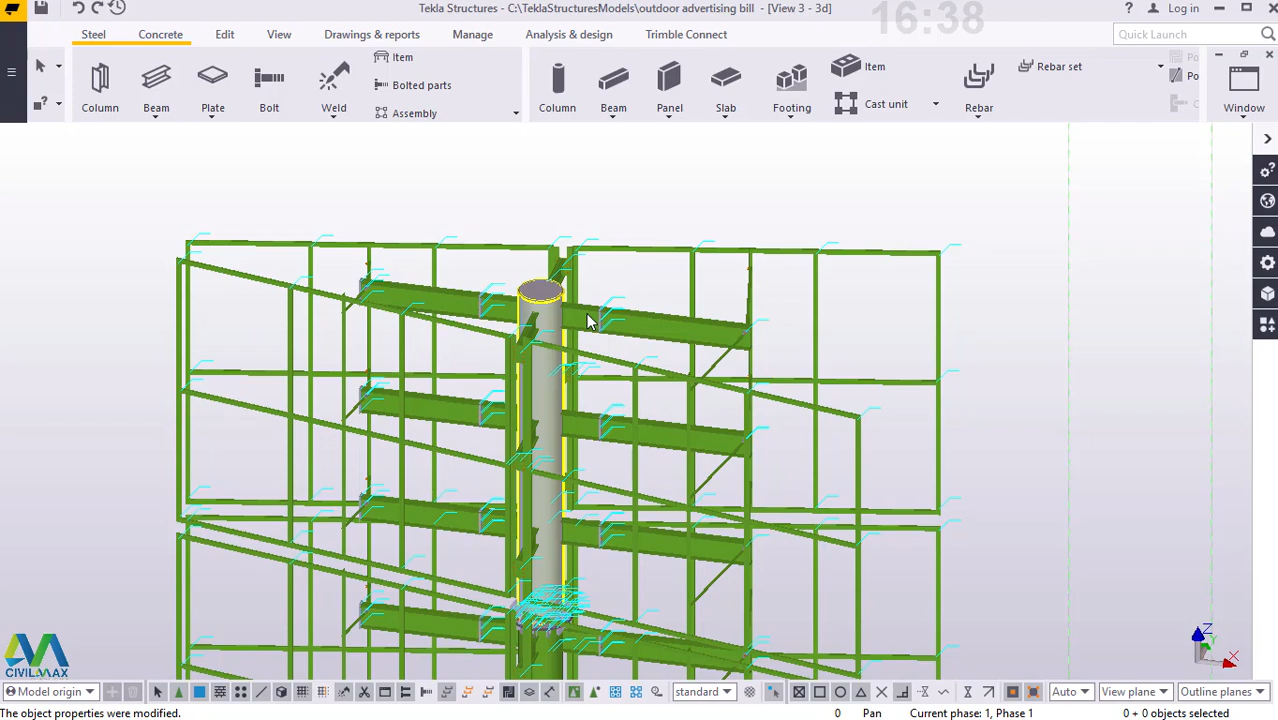 Tekla Structures - C:\TeklaStructuresModels\outdoor advertising bill - [View 3 - 3d]
16:38
? Log in
Steel Concrete Edit View Drawings & reports Manage Analysis & design Trimble Connect Quick Launch
Item
Bolted parts
Assembly
Column Beam Plate Bolt Weld
Column Beam Panel Slab Footing
Item
Cast unit
Rebar
Rebar set
Po
Po
Window
Z
Y
X
CIVILMAX
Model origin
standard
Auto
View plane
Outline planes
The object properties were modified.
0 Pan Current phase: 1, Phase 1 0 + 0 objects selected